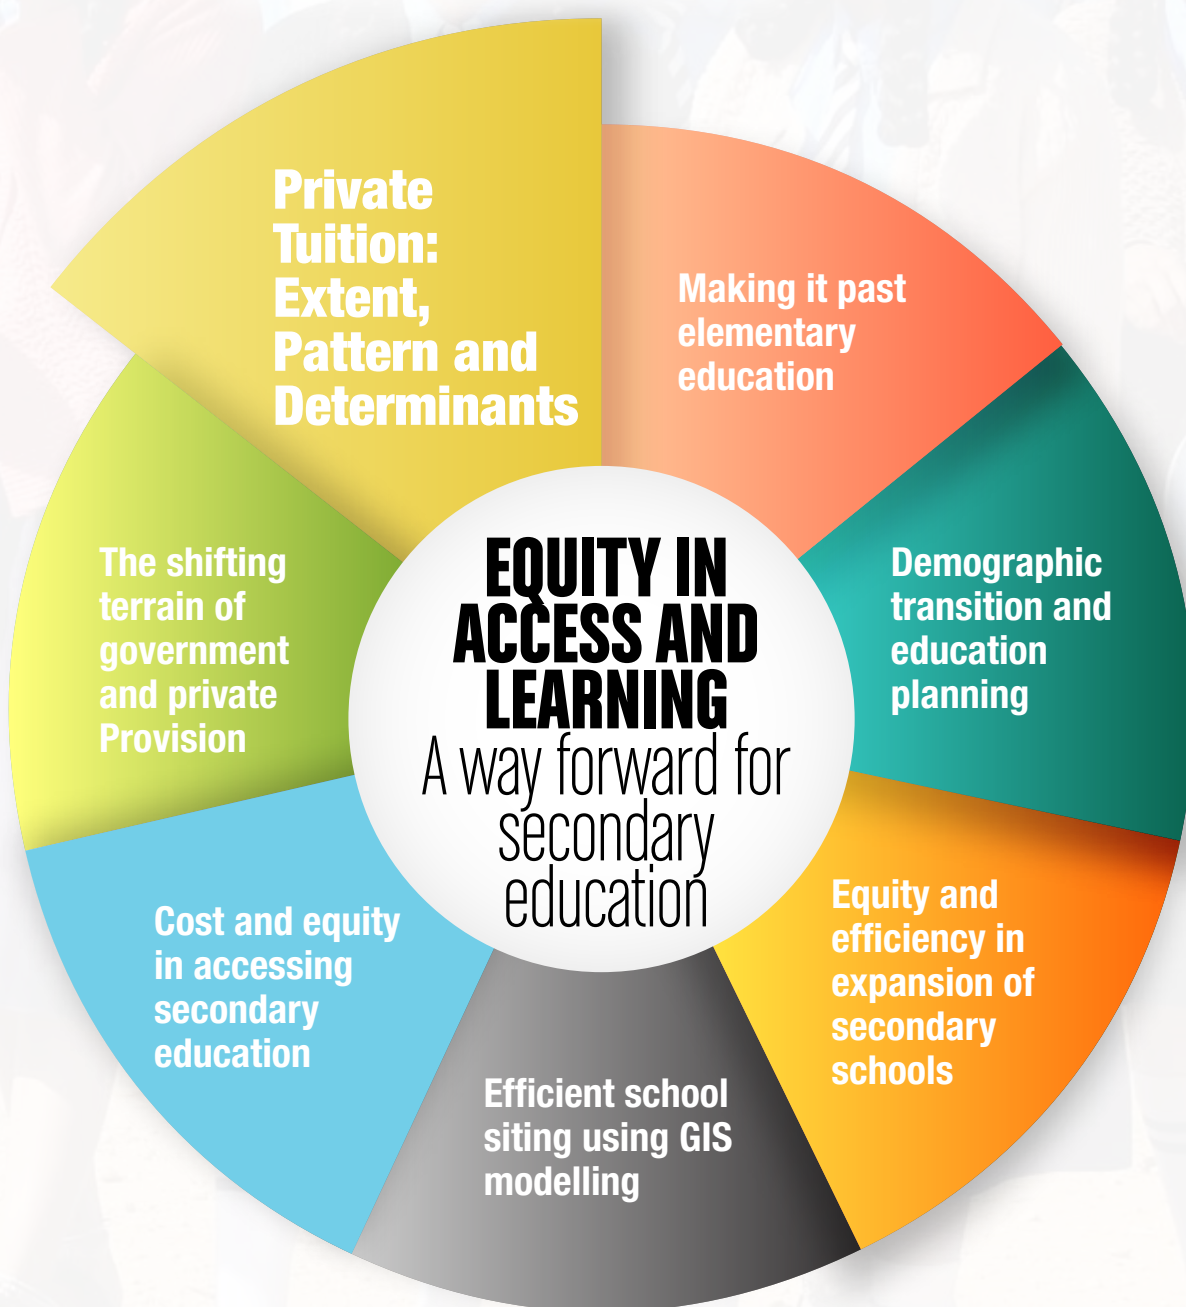 Private
Tuition:
Extent,
Pattern and
Determinants
Making it past
elementary
education
Demographic
transition and
education
planning
Equity and
efficiency in
expansion of
secondary
schools
Efficient school
siting using GIS
modelling
Cost and equity
in accessing
secondary
education
The shifting
terrain of
government
and private
Provision
EQUITY IN
ACCESS AND
LEARNING
A way forward for
secondary
education